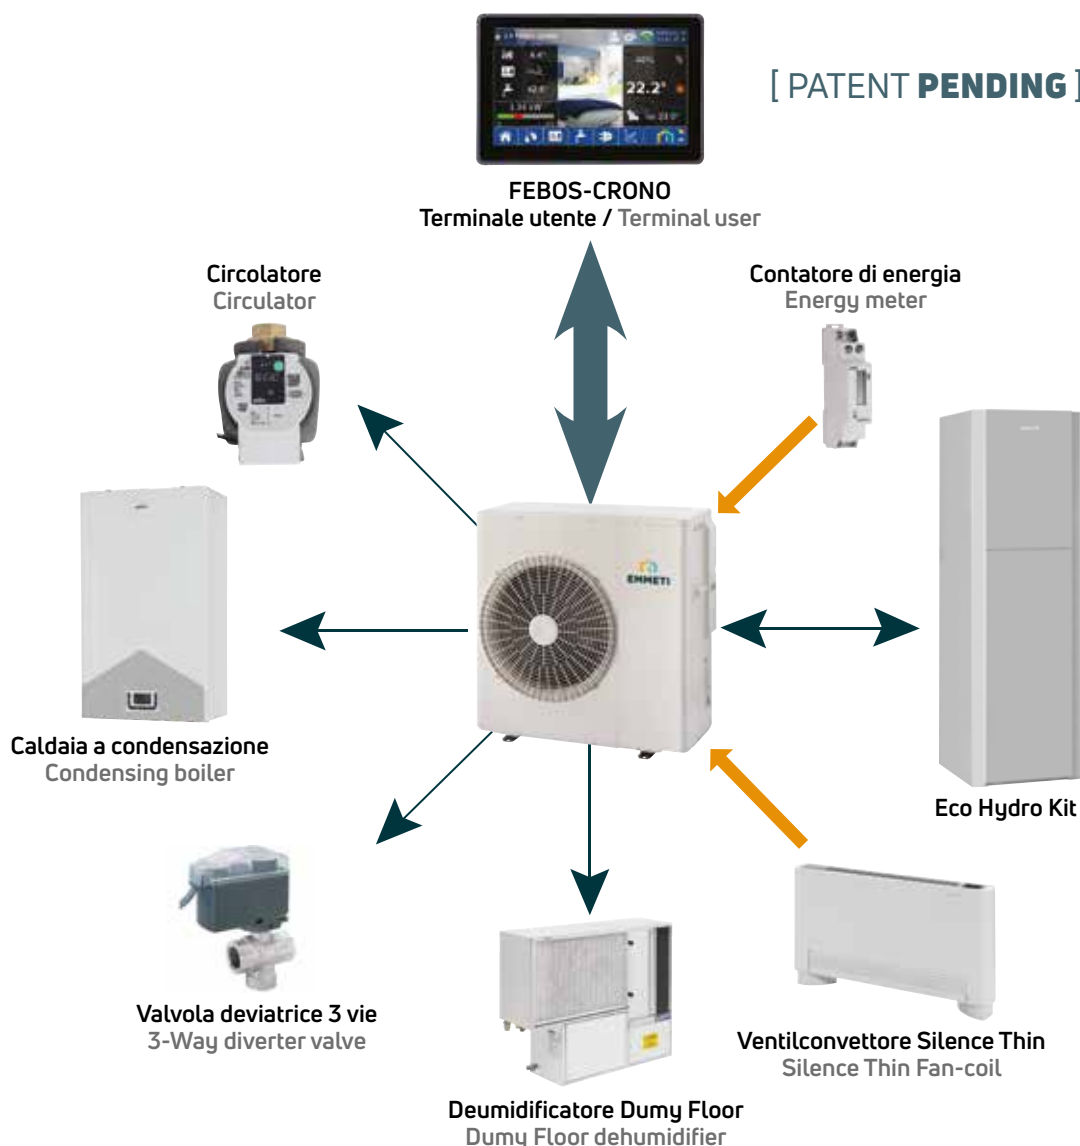 [ PATENT PENDING ]
22.2°
FEBOS-CRONO
Terminale utente / Terminal user
Circolatore
Circulator
Contatore di energia
Energy meter
EMMETI
Caldaia a condensazione
Condensing boiler
Eco Hydro Kit
Valvola deviatrice 3 vie
3-Way diverter valve
Ventilconvettore Silence Thin
Silence Thin Fan-coil
Deumidificatore Dumy Floor
Dumy Floor dehumidifier